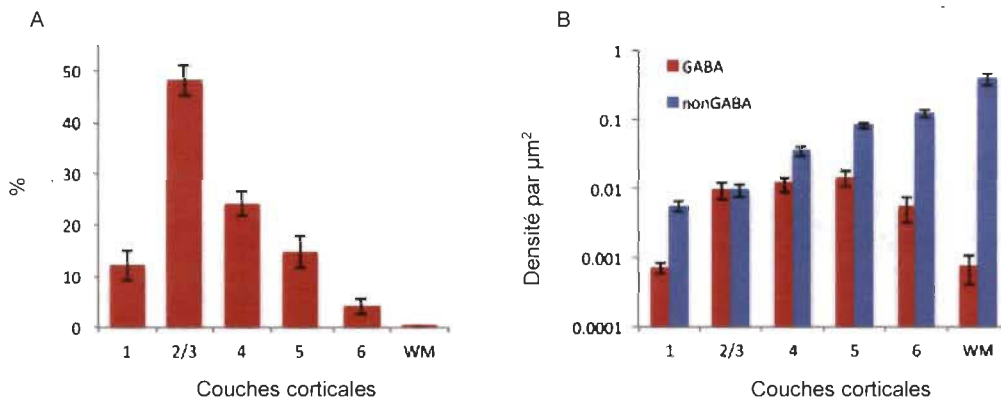 A
%
50
40
30
20
10
0
1 2/3 4 5 6 WM
Couches corticales
B
Densité par µm²
1
0.1
0.01
0.001
0.0001
GABA
nonGABA
1 2/3 4 5 6 WM
Couches corticales